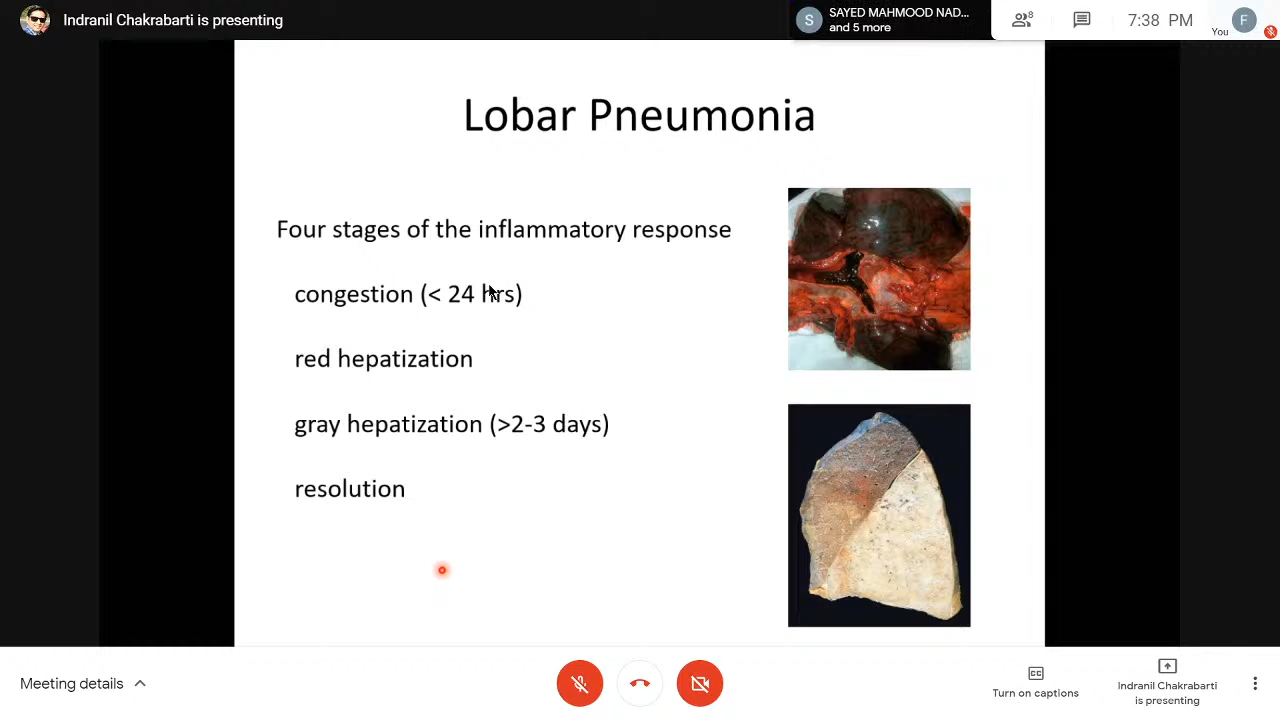 Indranil Chakrabarti is presenting
S
SAYED MAHMOOD NAD...
and 5 more
8
7:38 PM
You
F
Lobar Pneumonia
Four stages of the inflammatory response
congestion (< 24 hrs)
red hepatization
gray hepatization (>2-3 days)
resolution
Meeting details
CC
Turn on captions
Indranil Chakrabarti
is presenting